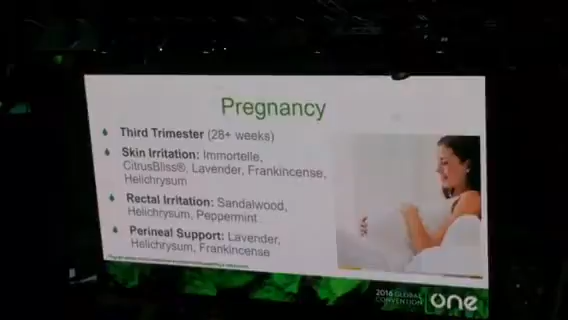 Pregnancy
Third Trimester (28+ weeks)
Skin Irritation: Immortelle,
CitrusBliss®, Lavender, Frankincense,
Helichrysum
Rectal Irritation: Sandalwood,
Helichrysum, Peppermint
Perineal Support: Lavender,
Helichrysum, Frankincense
2016 GLOBAL
CONVENTION
one